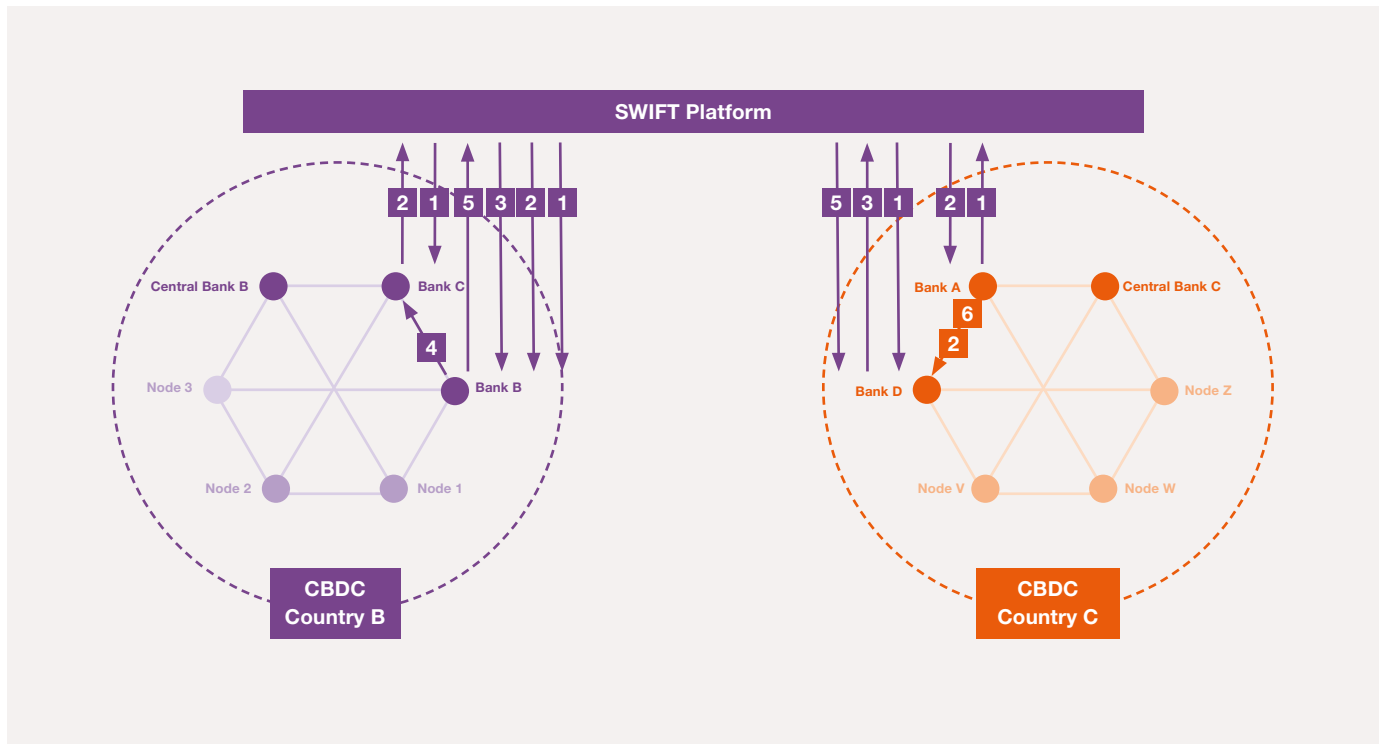 SWIFT Platform
2 1 5 3 2 1
5 3 1 2 1
Central Bank B
Bank C
4
Node 3
Bank B
Node 2
Node 1
CBDC
Country B
Bank A
Central Bank C
6
2
Bank D
Node Z
Node V
Node W
CBDC
Country C